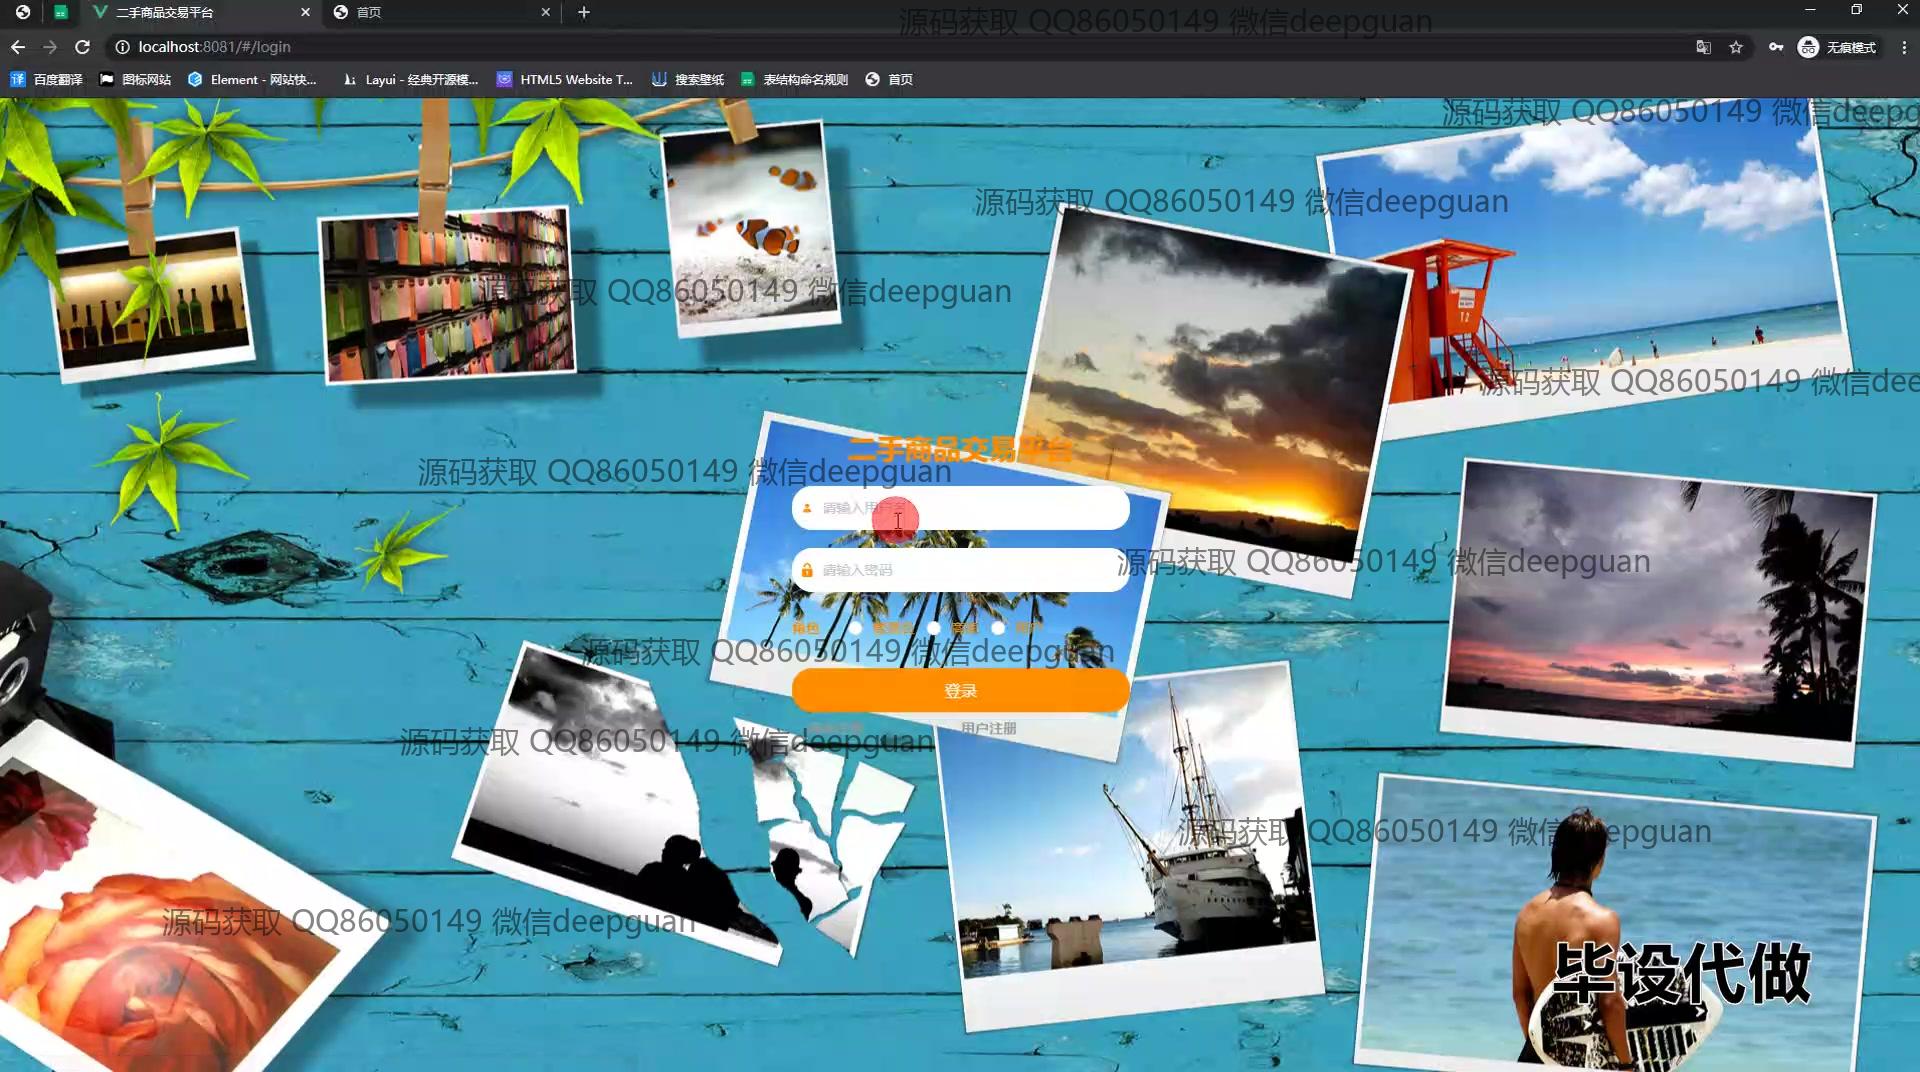 二手商品交易平台
首页
源码获取 QQ86050149 微信deepguan
localhost:8081/#/login
无痕模式
百度翻译
图标网站
Element - 网站快...
Layui - 经典开源模...
HTML5 Website T...
搜索壁纸
表结构命名规则
首页
源码获取 QQ86050149 微信deepg
源码获取 QQ86050149 微信deepguan
源码获取 QQ86050149 微信deepguan
源码获取 QQ86050149 微信dee
二手商品交易平台
源码获取 QQ86050149 微信deepguan
请输入用户名
源码获取 QQ86050149 微信deepguan
请输入密码
角色
用户
源码获取 QQ86050149 微信deepguan
登录
用户注册
源码获取 QQ86050149 微信deepguan
源码获取 QQ86050149 微信deepguan
源码获取 QQ86050149 微信deepguan
毕设代做